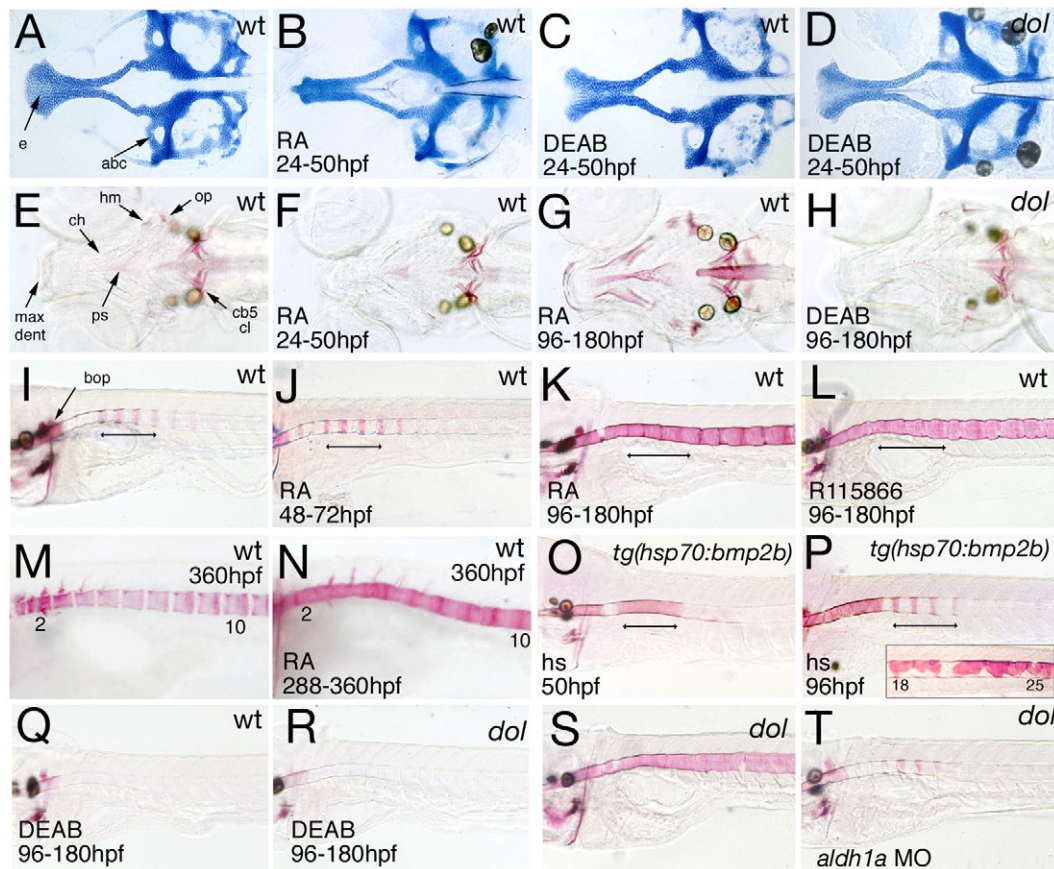 A wt
e
abc
B wt
RA
24-50hpf
C wt
DEAB
24-50hpf
D dol
DEAB
24-50hpf
E wt
hm
op
ch
max
dent
ps
cb5
cl
F wt
RA
24-50hpf
G wt
RA
96-180hpf
H dol
DEAB
96-180hpf
I wt
bop
J wt
RA
48-72hpf
K wt
RA
96-180hpf
L wt
R115866
96-180hpf
M wt
360hpf
2
10
N wt
360hpf
2
10
RA
288-360hpf
O tg(hsp70:bmp2b)
hs
50hpf
P tg(hsp70:bmp2b)
hs
96hpf
18
25
Q wt
DEAB
96-180hpf
R dol
DEAB
96-180hpf
S dol
T dol
aldh1a MO